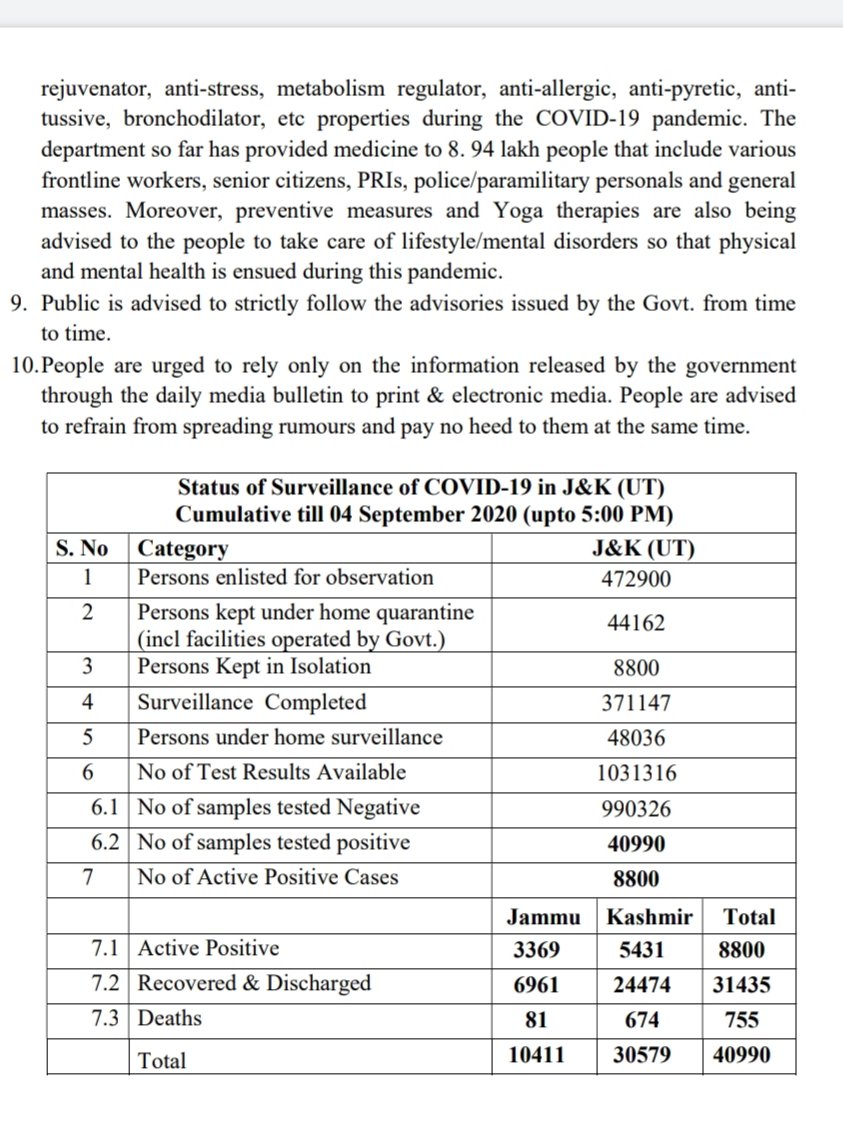 rejuvenator, anti-stress, metabolism regulator, anti-allergic, anti-pyretic, anti-
tussive, bronchodilator, etc properties during the COVID-19 pandemic. The
department so far has provided medicine to 8. 94 lakh people that include various
frontline workers, senior citizens, PRIs, police/paramilitary personals and general
masses. Moreover, preventive measures and Yoga therapies are also being
advised to the people to take care of lifestyle/mental disorders so that physical
and mental health is ensued during this pandemic.
9. Public is advised to strictly follow the advisories issued by the Govt. from time
to time.
10.People are urged to rely only on the information released by the government
through the daily media bulletin to print & electronic media. People are advised
to refrain from spreading rumours and pay no heed to them at the same time.
Status of Surveillance of COVID-19 in J&K (UT)
Cumulative till 04 September 2020 (upto 5:00 PM)
S. No Category J&K (UT)
1 Persons enlisted for observation 472900
2 Persons kept under home quarantine
(incl facilities operated by Govt.) 44162
3 Persons Kept in Isolation 8800
4 Surveillance Completed 371147
5 Persons under home surveillance 48036
6 No of Test Results Available 1031316
6.1 No of samples tested Negative 990326
6.2 No of samples tested positive 40990
7 No of Active Positive Cases 8800
Jammu Kashmir Total
7.1 Active Positive 3369 5431 8800
7.2 Recovered & Discharged 6961 24474 31435
7.3 Deaths 81 674 755
Total 10411 30579 40990